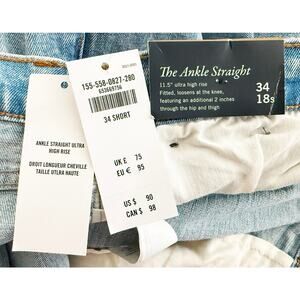 ANKLE STRAIGHT ULTRA
HIGH RISE
DROIT LONGUEUR CHEVILLE
TAILLE UTLRA HAUTE
155-558-0827-280
653669756
34 SHORT
UK £ 75
EU € 95
US $ 90
CAN $ 98
The Ankle Straight
11.5" ultra high rise
Fitted, loosens at the knee,
featuring an additional 2 inches
through the hip and thigh
34
18s